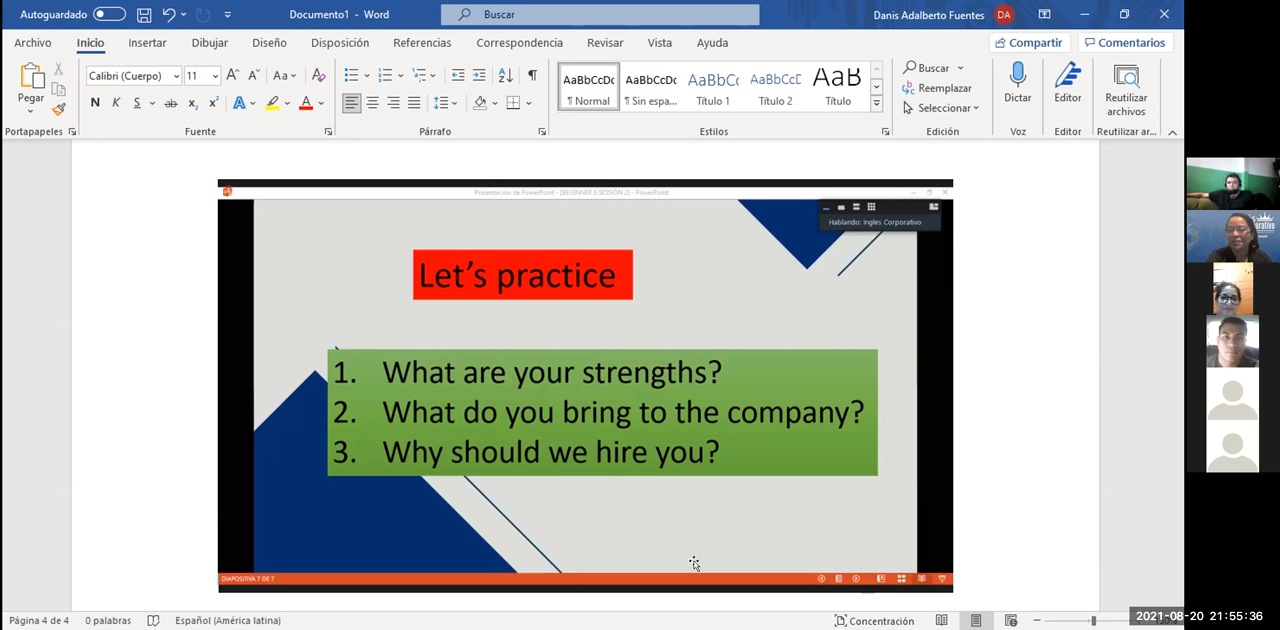 Autoguardado
Documento1 - Word
Buscar
Danis Adalberto Fuentes
DA
Archivo
Inicio
Insertar
Dibujar
Diseño
Disposición
Referencias
Correspondencia
Revisar
Vista
Ayuda
Compartir
Comentarios
Pegar
Calibri (Cuerpo)
11
Aa
N K S ab x₂ x² A A
AaBbCcDc
¶ Normal
AaBbCcDc
¶ Sin espa...
AaBbCc
Título 1
AaBbCcD
Título 2
AaB
Título
Buscar
Reemplazar
Seleccionar
Dictar
Editor
Reutilizar
archivos
Portapapeles
Fuente
Párrafo
Estilos
Edición
Voz
Editor
Reutilizar ar...
Presentación de PowerPoint - [BEGINNER 6 SESSION 2] - PowerPoint
Hablando: Ingles Corporativo
Let's practice
1. What are your strengths?
2. What do you bring to the company?
3. Why should we hire you?
DIAPOSITIVA 7 DE 7
Página 4 de 4
0 palabras
Español (América latina)
Concentración
2021-08-20 21:55:36